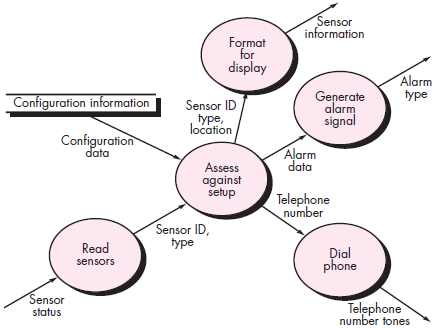 Sensor
information
Format
for
display
Configuration information
Sensor ID
type,
location
Generate
alarm
signal
Alarm
type
Configuration
data
Assess
against
setup
Alarm
data
Telephone
number
Sensor ID,
type
Read
sensors
Dial
phone
Sensor
status
Telephone
number tones